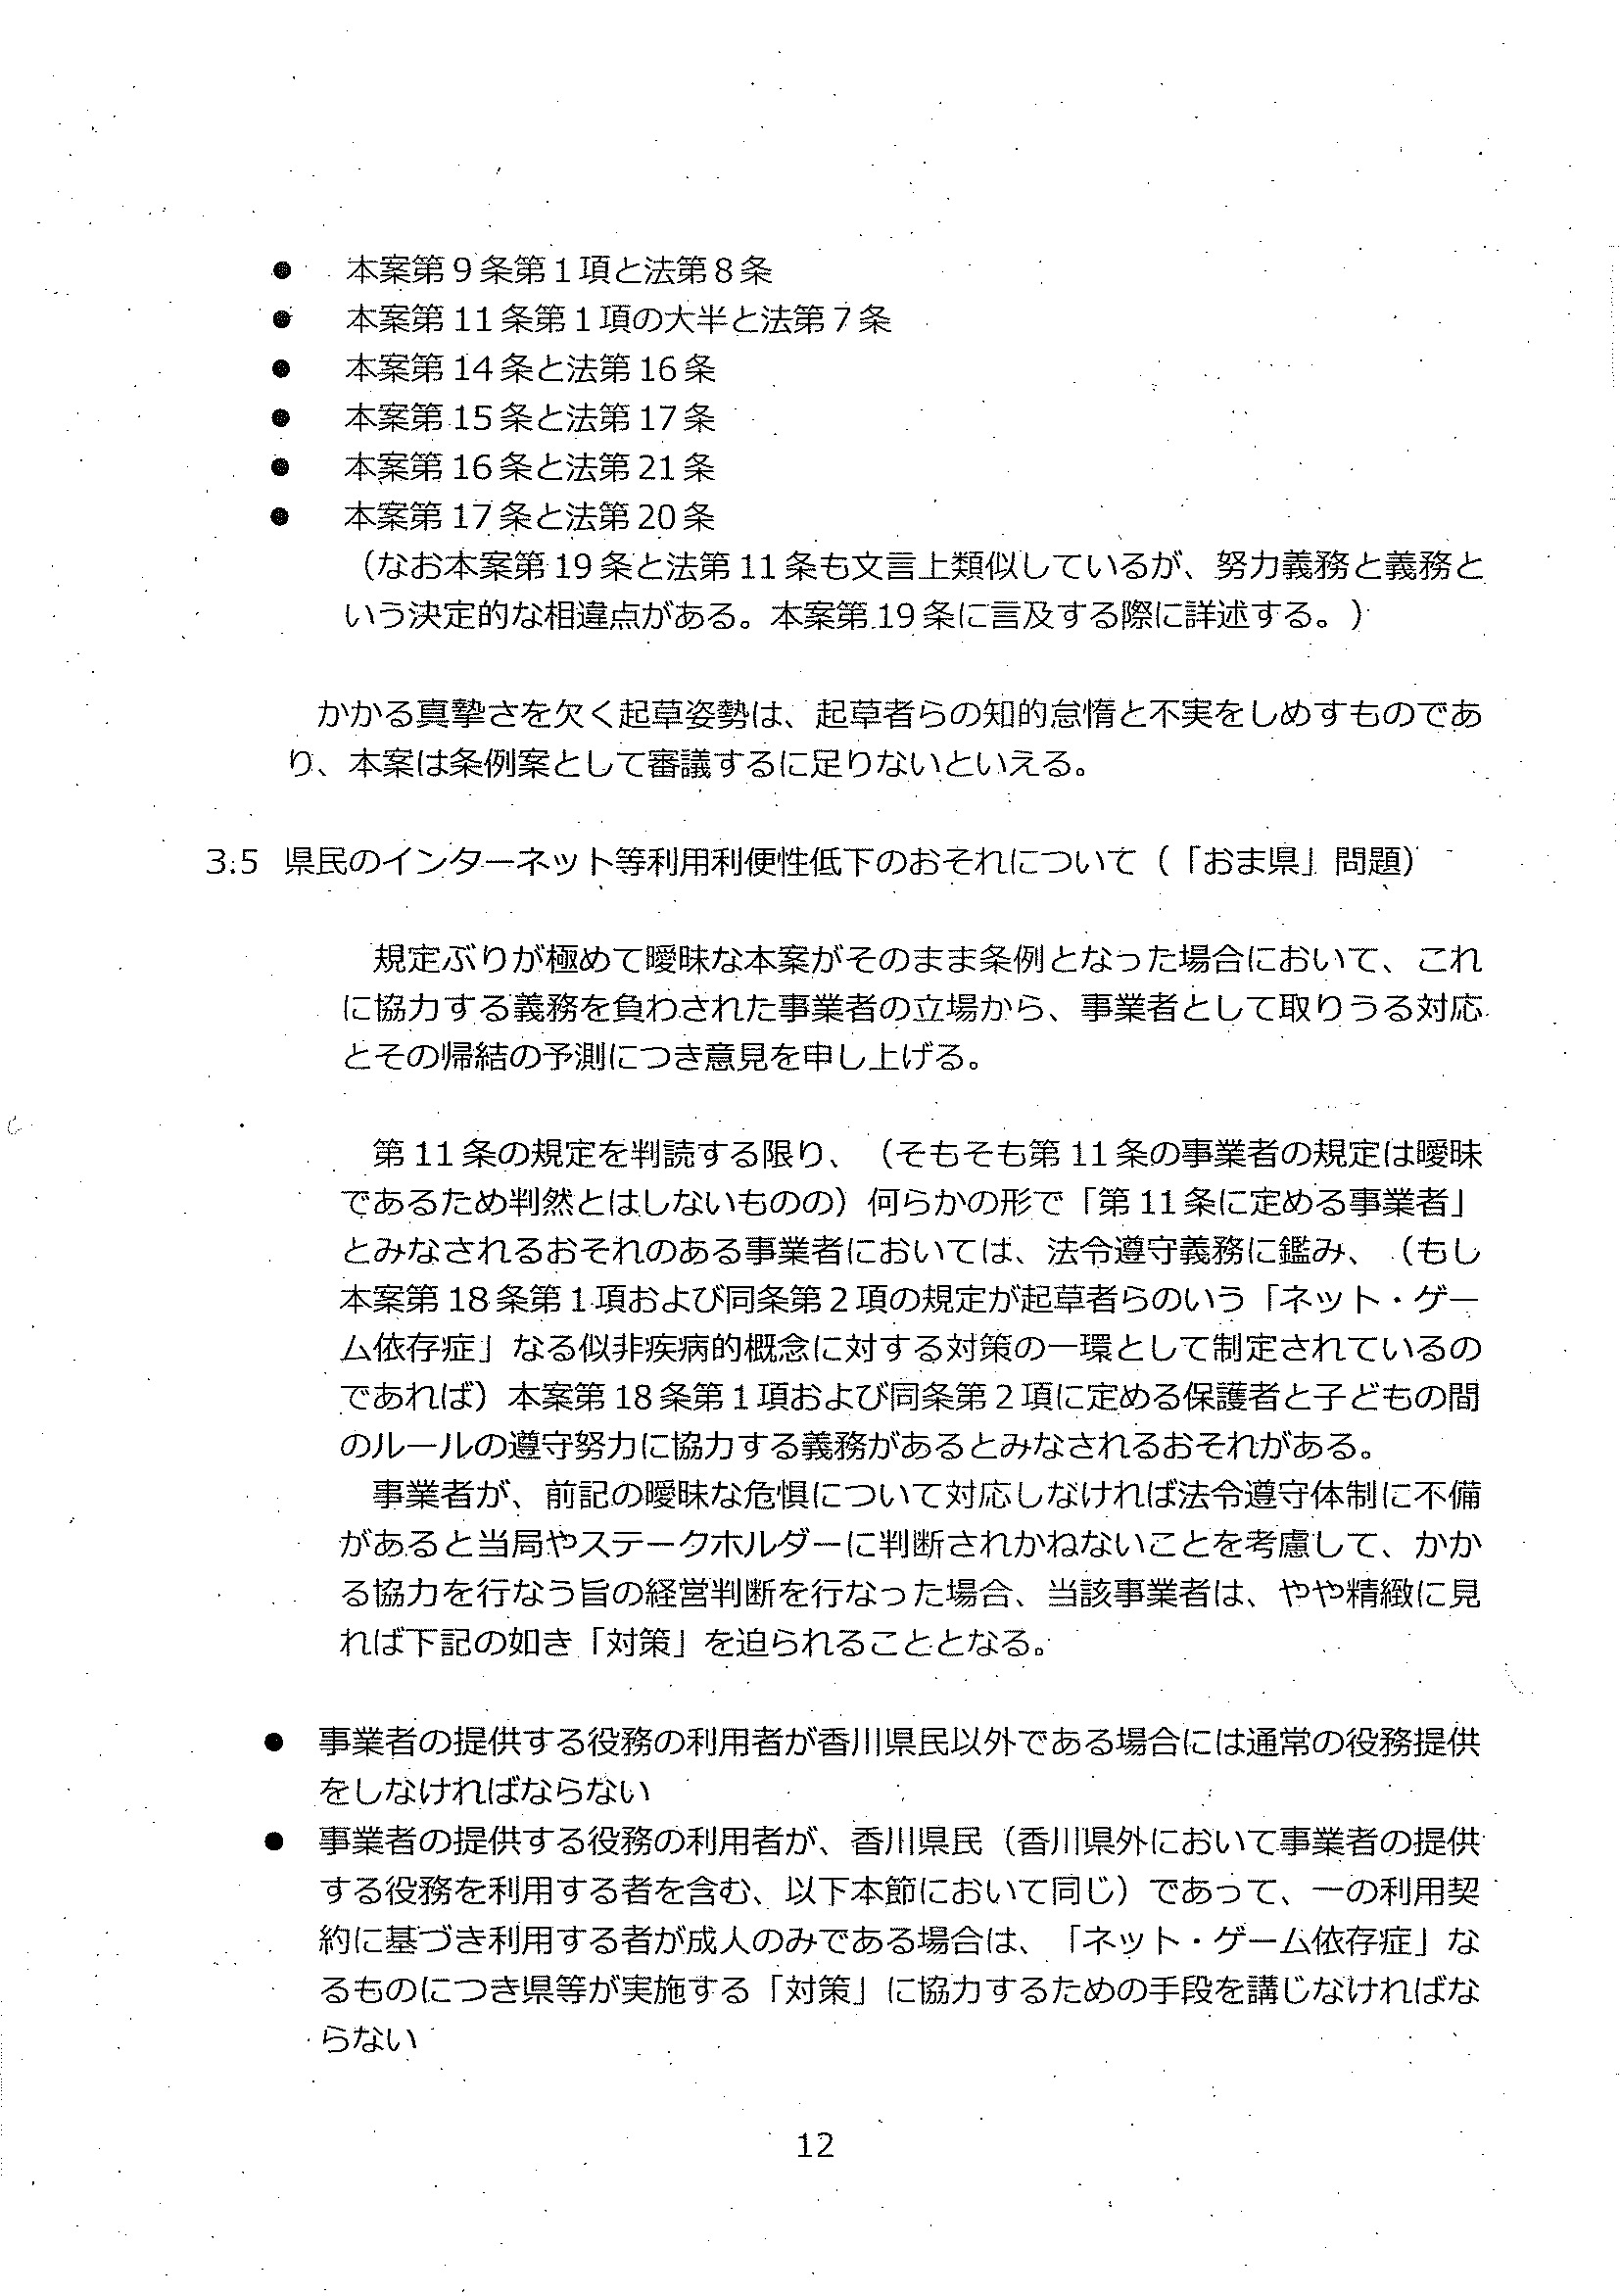 ● 本案第9条第1項と法第8条
● 本案第11条第1項の大半と法第7条
● 本案第14条と法第16条
● 本案第15条と法第17条
● 本案第16条と法第21条
● 本案第17条と法第20条
（なお本案第19条と法第11条も文言上類似しているが、努力義務と義務と
いう決定的な相違点がある。本案第19条に言及する際に詳述する。）
かかる真摯さを欠く起草姿勢は、起草者らの知的怠惰と不実をしめすものであ
り、本案は条例案として審議するに足りないといえる。
3.5 県民のインターネット等利用利便性低下のおそれについて（「おま県」問題）
規定ぶりが極めて曖昧な本案がそのまま条例となった場合において、これ
に協力する義務を負わされた事業者の立場から、事業者として取りうる対応
とその帰結の予測につき意見を申し上げる。
第11条の規定を判読する限り、（そもそも第11条の事業者の規定は曖昧
であるため判然とはしないものの）何らかの形で「第11条に定める事業者」
とみなされるおそれのある事業者においては、法令遵守義務に鑑み、（もし
本案第18条第1項および同条第2項の規定が起草者らのいう「ネット・ゲー
ム依存症」なる似非疾病的概念に対する対策の一環として制定されているの
であれば）本案第18条第1項および同条第2項に定める保護者と子どもの間
のルールの遵守努力に協力する義務があるとみなされるおそれがある。
事業者が、前記の曖昧な危惧について対応しなければ法令遵守体制に不備
があると当局やステークホルダーに判断されかねないことを考慮して、かか
る協力を行なう旨の経営判断を行なった場合、当該事業者は、やや精緻に見
れば下記の如き「対策」を迫られることとなる。
● 事業者の提供する役務の利用者が香川県民以外である場合には通常の役務提供
をしなければならない
● 事業者の提供する役務の利用者が、香川県民（香川県外において事業者の提供
する役務を利用する者を含む、以下本節において同じ）であって、一の利用契
約に基づき利用する者が成人のみである場合は、「ネット・ゲーム依存症」な
るものにつき県等が実施する「対策」に協力するための手段を講じなければな
らない
12